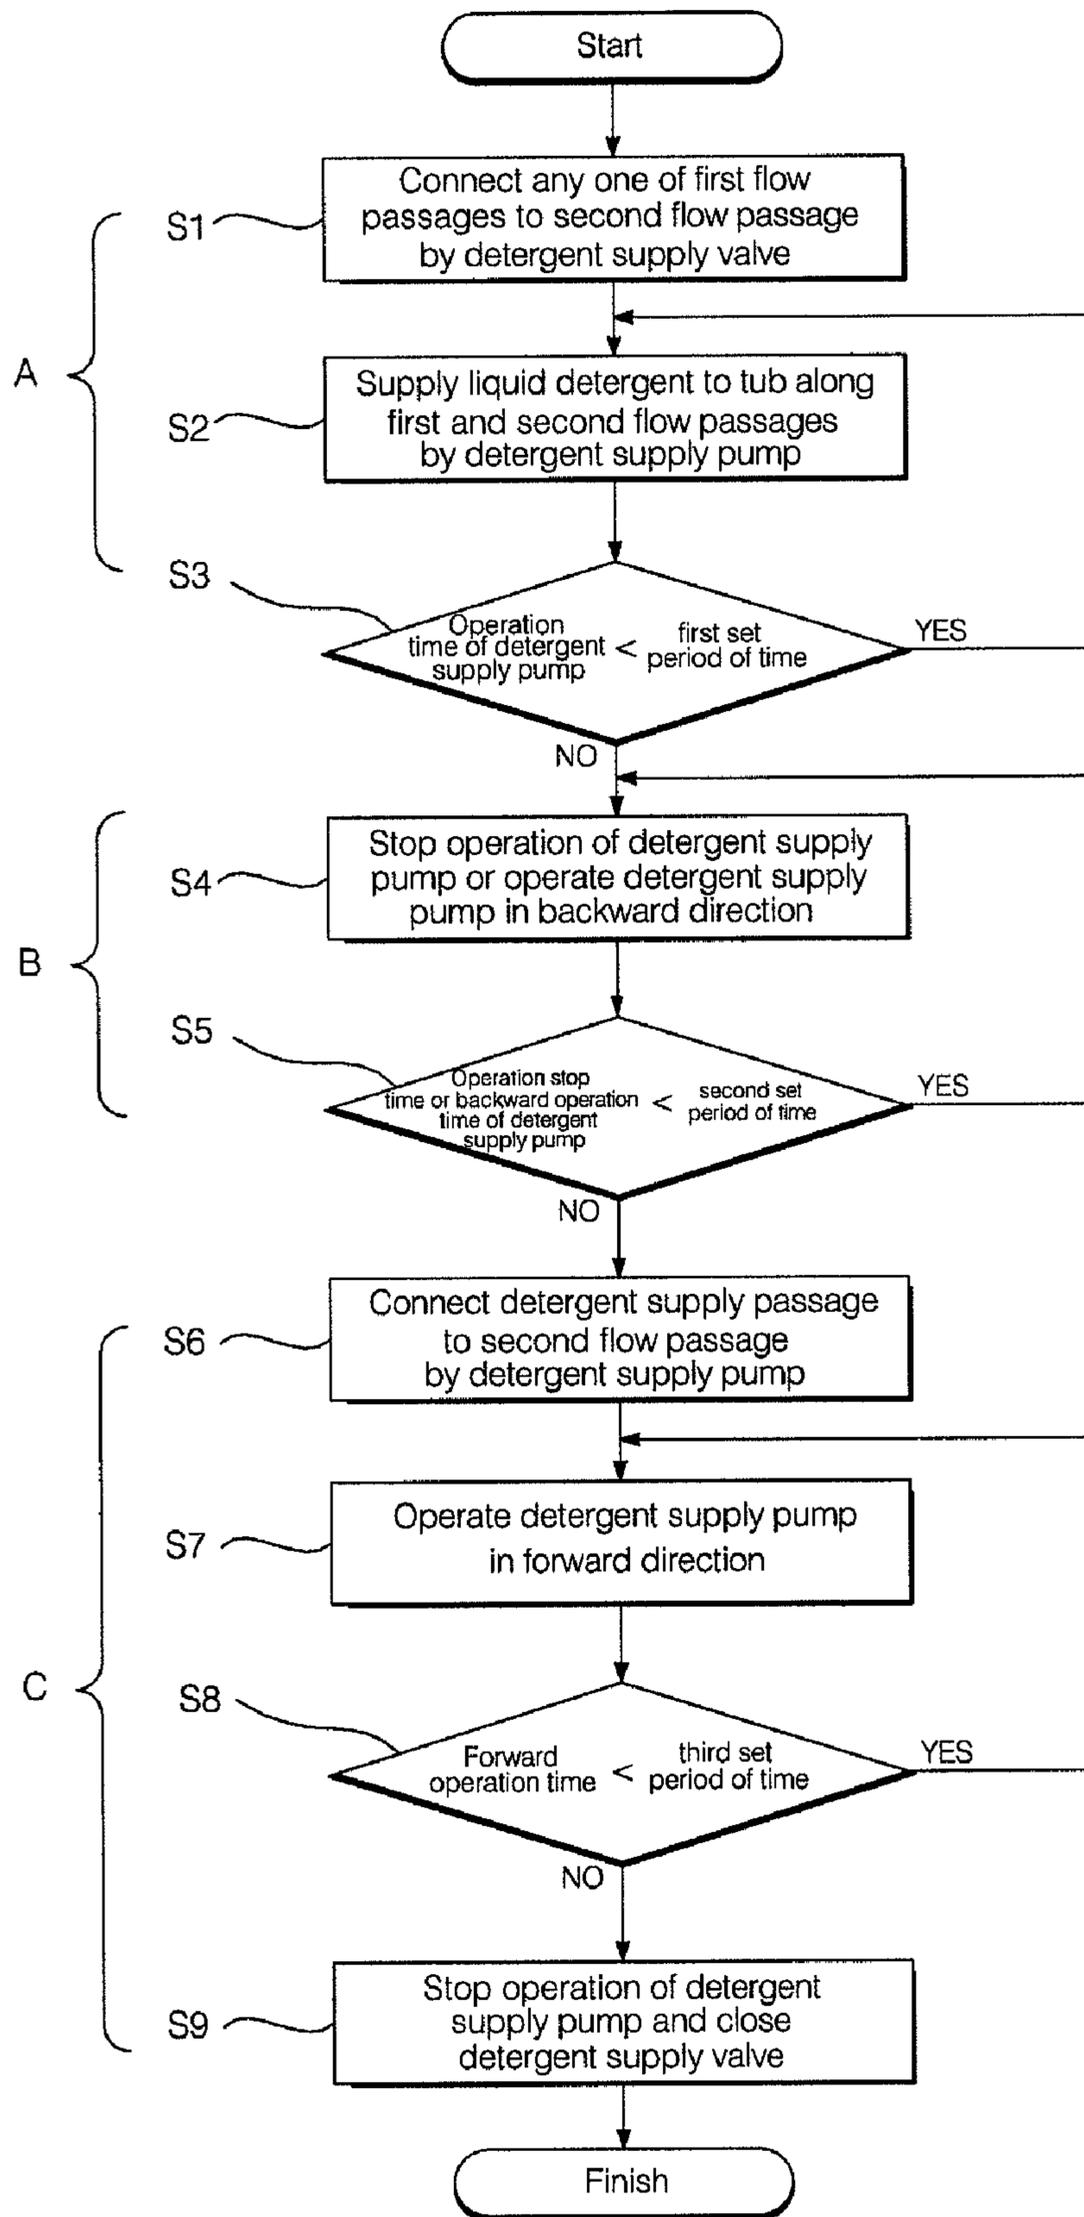 Start
S1
Connect any one of first flow
passages to second flow passage
by detergent supply valve
A
S2
Supply liquid detergent to tub along
first and second flow passages
by detergent supply pump
S3
Operation
time of detergent
supply pump
<
first set
period of time
YES
NO
B
S4
Stop operation of detergent supply
pump or operate detergent supply
pump in backward direction
S5
Operation stop
time or backward operation
time of detergent
supply pump
<
second set
period of time
YES
NO
S6
Connect detergent supply passage
to second flow passage
by detergent supply pump
C
S7
Operate detergent supply pump
in forward direction
S8
Forward
operation time
<
third set
period of time
YES
NO
S9
Stop operation of detergent
supply pump and close
detergent supply valve
Finish